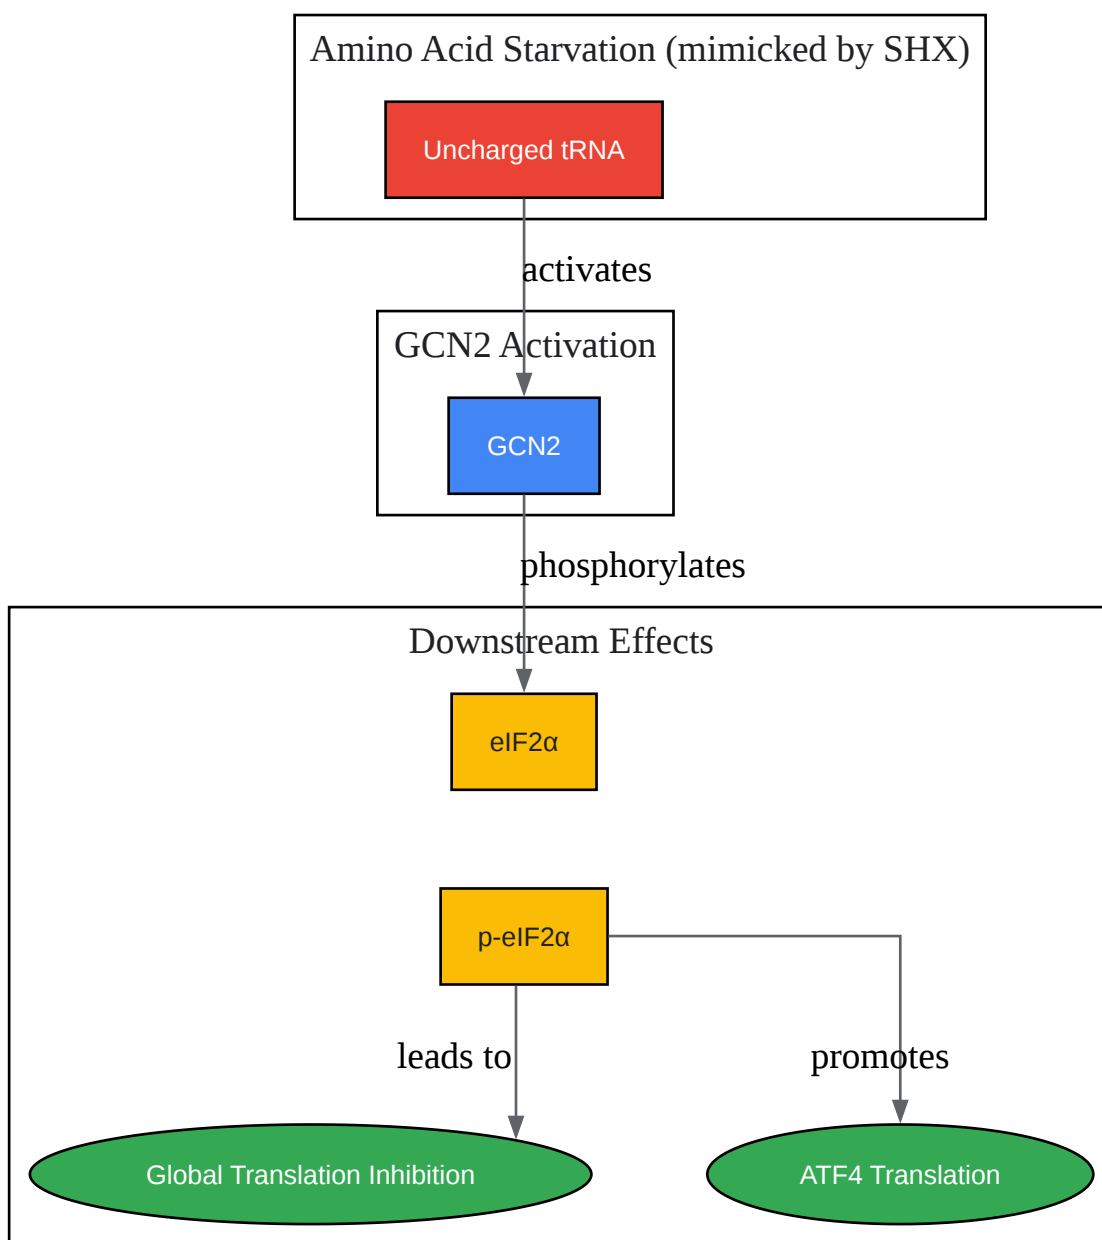 Amino Acid Starvation (mimicked by SHX)
Uncharged tRNA
activates
GCN2 Activation
GCN2
phosphorylates
Downstream Effects
eIF2α
p-eIF2α
leads to
promotes
Global Translation Inhibition
ATF4 Translation